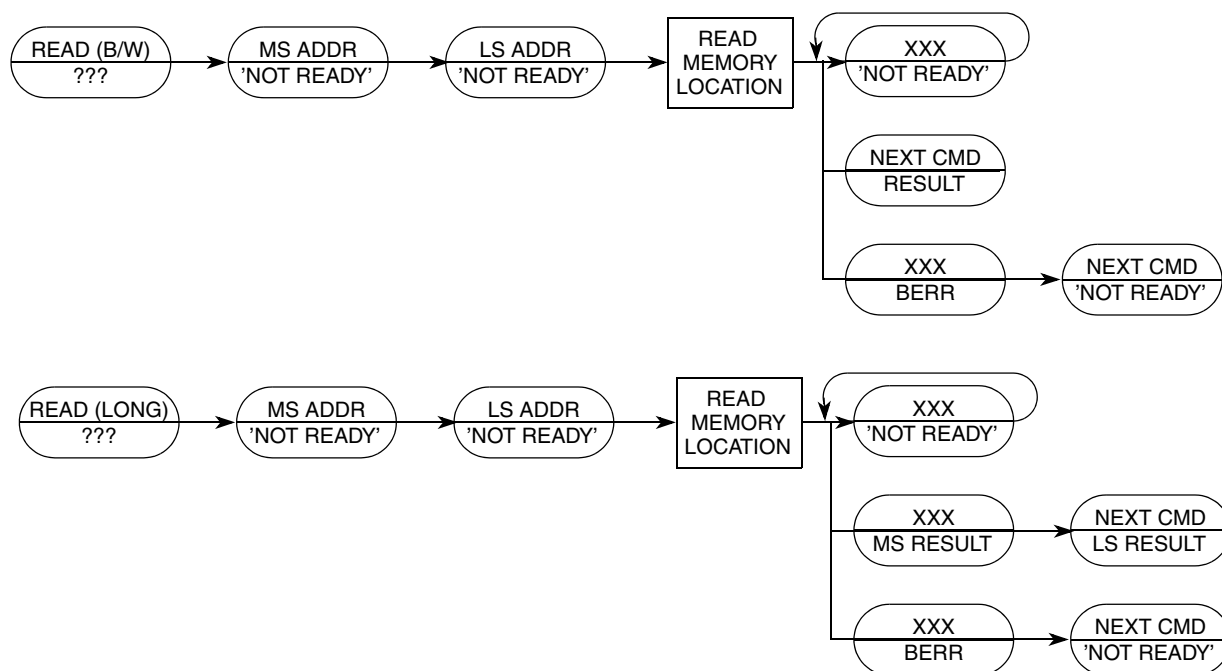 READ (B/W)
???
MS ADDR
'NOT READY'
LS ADDR
'NOT READY'
READ
MEMORY
LOCATION
XXX
'NOT READY'
NEXT CMD
RESULT
XXX
BERR
NEXT CMD
'NOT READY'
READ (LONG)
???
MS ADDR
'NOT READY'
LS ADDR
'NOT READY'
READ
MEMORY
LOCATION
XXX
'NOT READY'
XXX
MS RESULT
NEXT CMD
LS RESULT
XXX
BERR
NEXT CMD
'NOT READY'